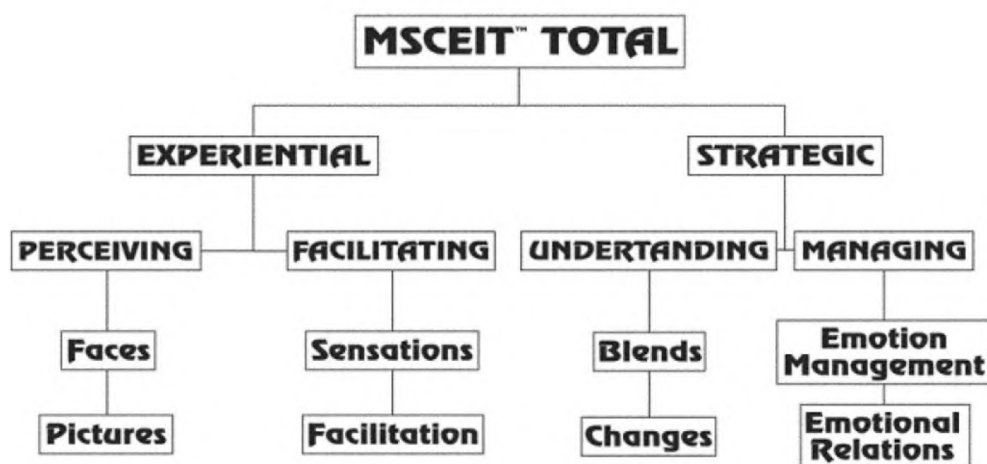 MSCEIT™ TOTAL
EXPERIENTIAL
STRATEGIC
PERCEIVING
FACILITATING
UNDERTANDING
MANAGING
Faces
Sensations
Blends
Emotion
Management
Pictures
Facilitation
Changes
Emotional
Relations